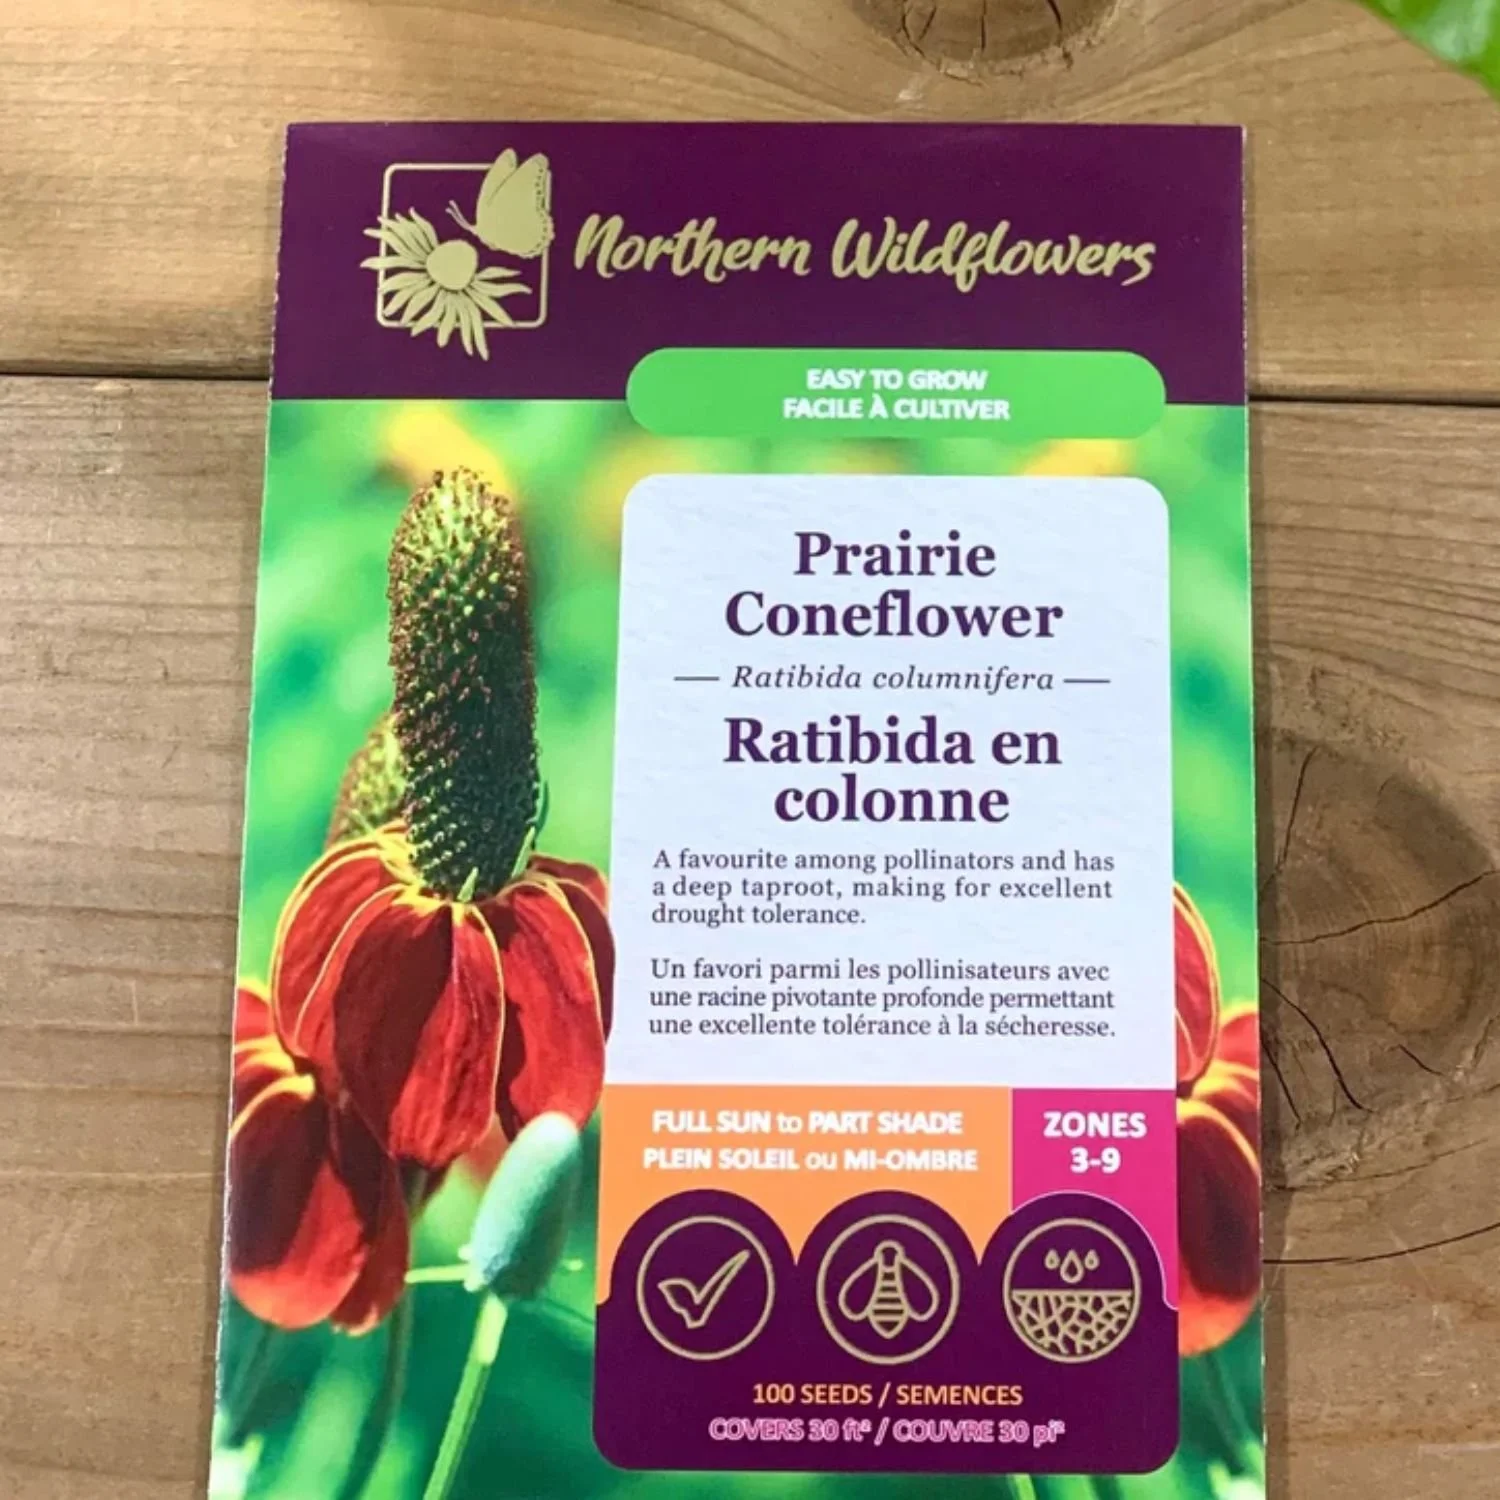 Northern Wildflowers
EASY TO GROW
FACILE À CULTIVER
Prairie
Coneflower
Ratibida columnifera
Ratibida en
colonne
A favourite among pollinators and has
a deep taproot, making for excellent
drought tolerance.
Un favori parmi les pollinisateurs avec
une racine pivotante profonde permettant
une excellente tolérance à la sécheresse.
FULL SUN to PART SHADE
PLEIN SOLEIL ou MI-OMBRE
ZONES
3-9
100 SEEDS / SEMENCES
COVERS 30 ft² / COUVRE 30 pi²